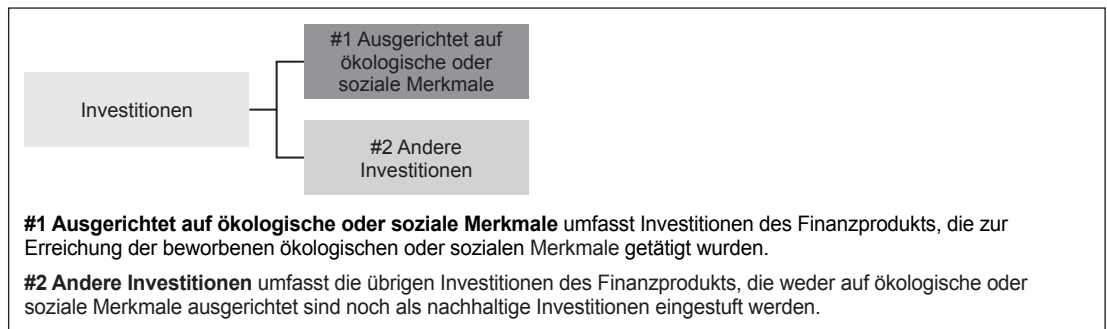 #1 Ausgerichtet auf
ökologische oder
soziale Merkmale
Investitionen
#2 Andere
Investitionen
#1 Ausgerichtet auf ökologische oder soziale Merkmale umfasst Investitionen des Finanzprodukts, die zur
Erreichung der beworbenen ökologischen oder sozialen Merkmale getätigt wurden.
#2 Andere Investitionen umfasst die übrigen Investitionen des Finanzprodukts, die weder auf ökologische oder
soziale Merkmale ausgerichtet sind noch als nachhaltige Investitionen eingestuft werden.